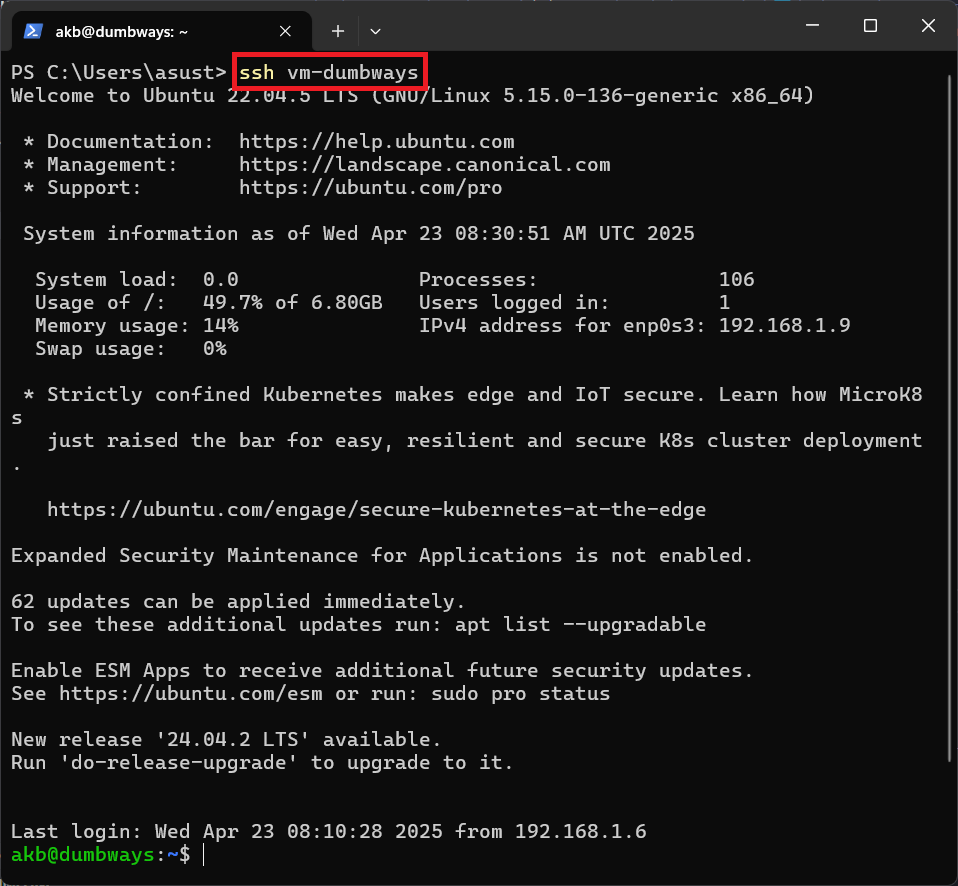 akb@dumbways: ~
PS C:\Users\asust> ssh vm-dumbways
Welcome to Ubuntu 22.04.5 LTS (GNU/Linux 5.15.0-136-generic x86_64)
* Documentation:  https://help.ubuntu.com
* Management:     https://landscape.canonical.com
* Support:        https://ubuntu.com/pro
System information as of Wed Apr 23 08:30:51 AM UTC 2025
System load:  0.0               Processes:               106
Usage of /:   49.7% of 6.80GB   Users logged in:         1
Memory usage: 14%               IPv4 address for enp0s3: 192.168.1.9
Swap usage:   0%
* Strictly confined Kubernetes makes edge and IoT secure. Learn how MicroK8
s
just raised the bar for easy, resilient and secure K8s cluster deployment
.
https://ubuntu.com/engage/secure-kubernetes-at-the-edge
Expanded Security Maintenance for Applications is not enabled.
62 updates can be applied immediately.
To see these additional updates run: apt list --upgradable
Enable ESM Apps to receive additional future security updates.
See https://ubuntu.com/esm or run: sudo pro status
New release '24.04.2 LTS' available.
Run 'do-release-upgrade' to upgrade to it.
Last login: Wed Apr 23 08:10:28 2025 from 192.168.1.6
akb@dumbways:~$